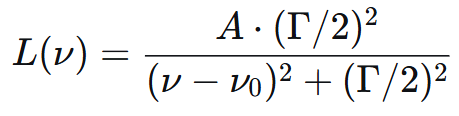 L(ν) = A · (Γ/2)² / (ν − ν₀)² + (Γ/2)²